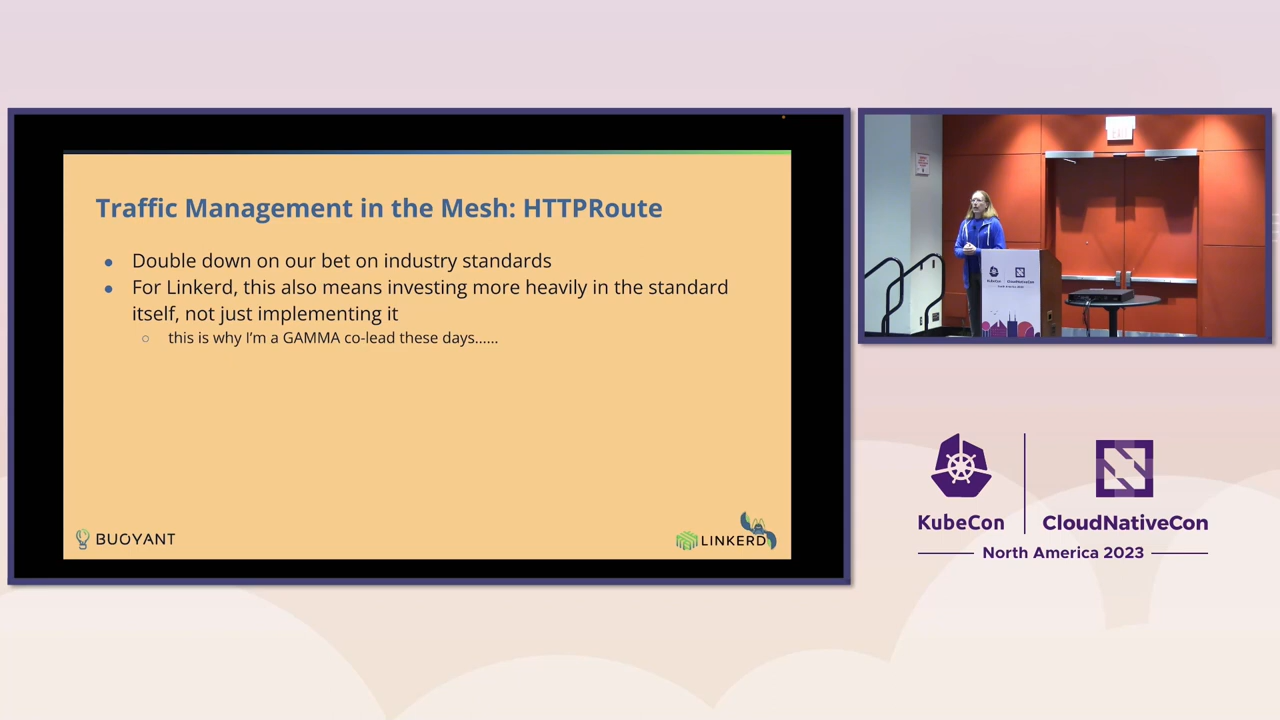 Traffic Management in the Mesh: HTTPRoute
● Double down on our bet on industry standards
● For Linkerd, this also means investing more heavily in the standard
itself, not just implementing it
○ this is why I'm a GAMMA co-lead these days......
BUOYANT
LINKERD
EXIT
KubeCon
CloudNativeCon
North America 2023